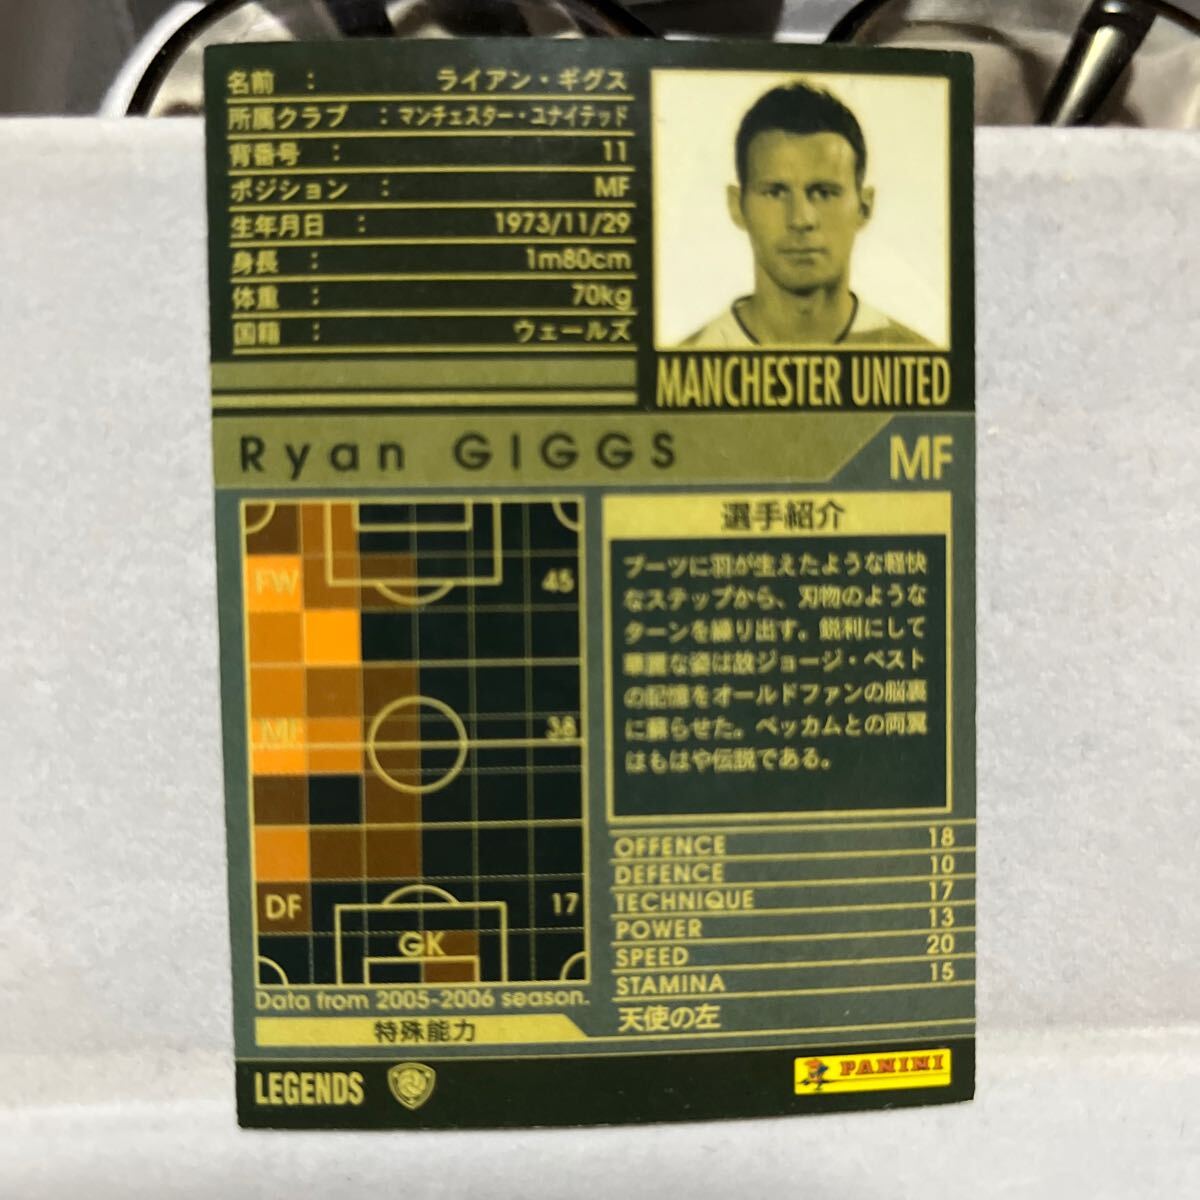 名前 : ライアン・ギグス
所属クラブ : マンチェスター・ユナイテッド
背番号 : 11
ポジション : MF
生年月日 : 1973/11/29
身長 : 1m80cm
体重 : 70kg
国籍 : ウェールズ
MANCHESTER UNITED
Ryan GIGGS
MF
FW 45
MF 38
DF 17
GK
Data from 2005-2006 season.
選手紹介
ブーツに羽が生えたような軽快
なステップから、刃物のような
ターンを繰り出す。鋭利にして
華麗な姿は故ジョージ・ベスト
の記憶をオールドファンの脳裏
に蘇らせた。ベッカムとの両翼
はもはや伝説である。
OFFENCE 18
DEFENCE 10
TECHNIQUE 17
POWER 13
SPEED 20
STAMINA 15
特殊能力 天使の左
LEGENDS
PANINI